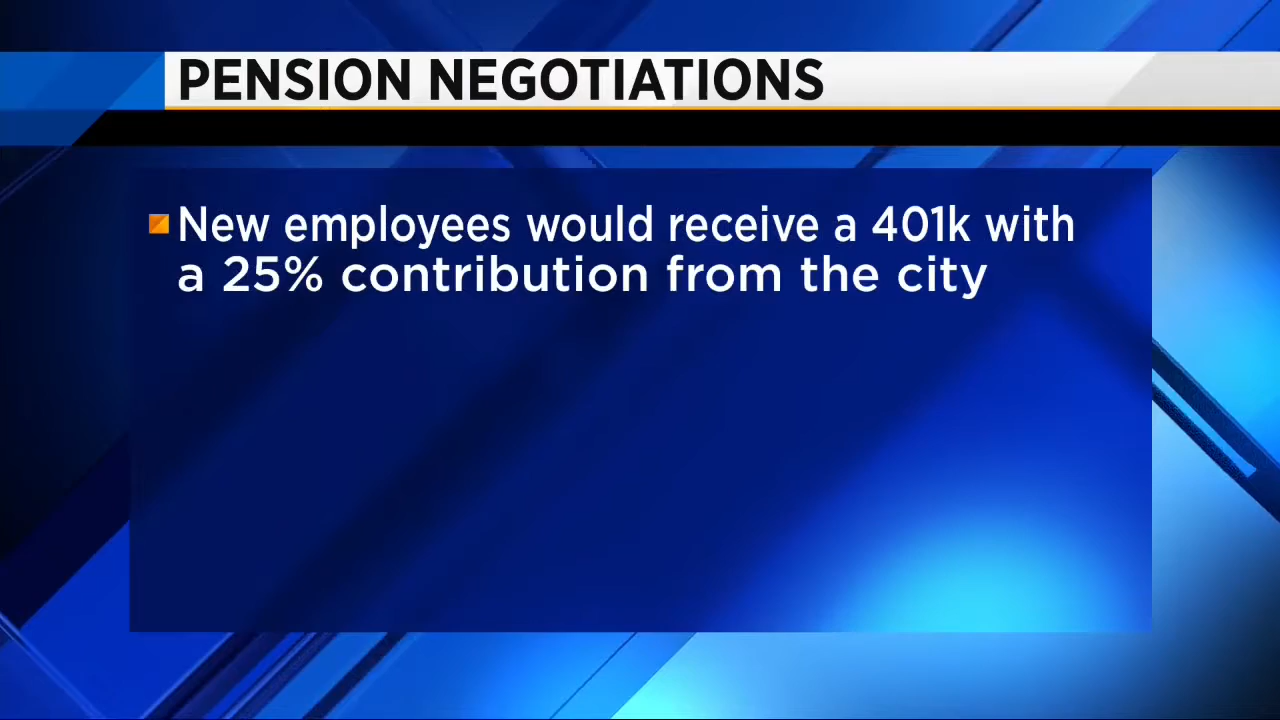 PENSION NEGOTIATIONS
New employees would receive a 401k with
a 25% contribution from the city